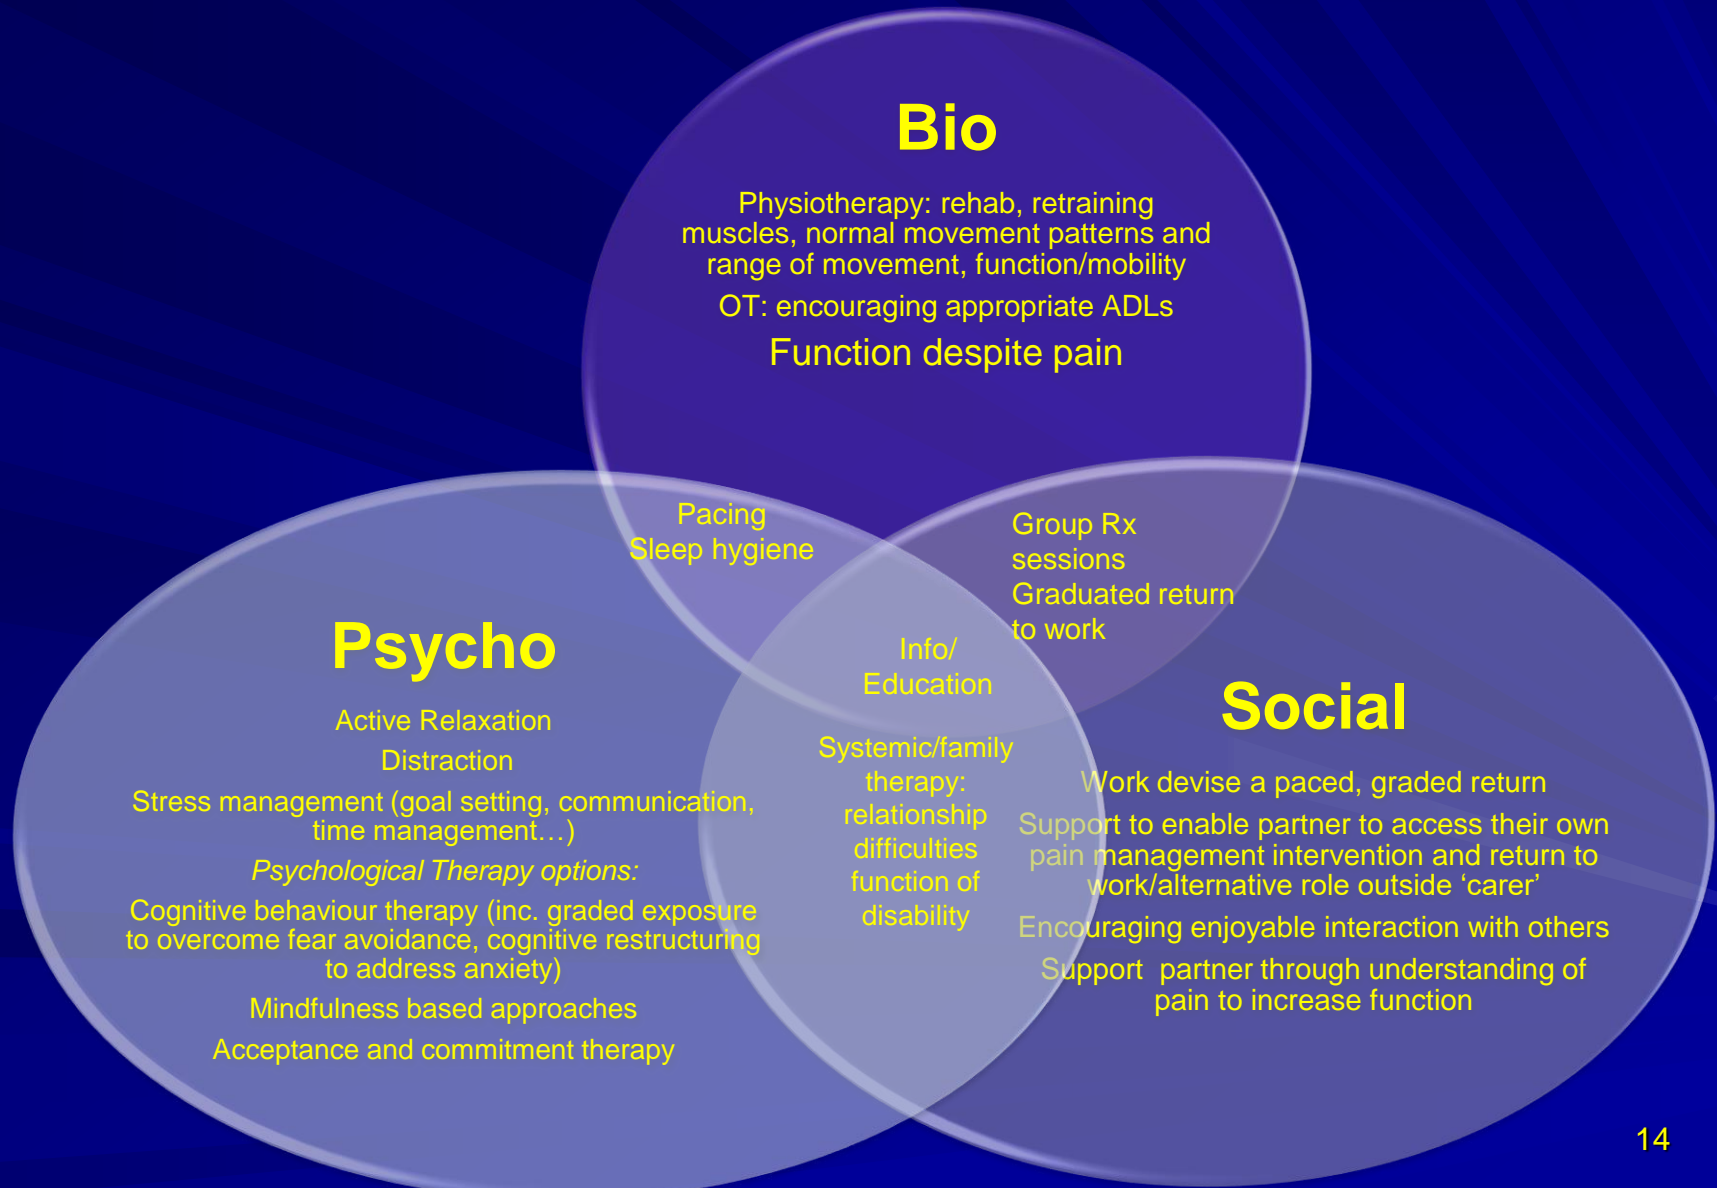 Bio
Physiotherapy: rehab, retraining
muscles, normal movement patterns and
range of movement, function/mobility
OT: encouraging appropriate ADLs
Function despite pain
Pacing
Sleep hygiene
Group Rx
sessions
Graduated return
to work
Info/
Education
Systemic/family
therapy:
relationship
difficulties
function of
disability
Psycho
Active Relaxation
Distraction
Stress management (goal setting, communication,
time management…)
Psychological Therapy options:
Cognitive behaviour therapy (inc. graded exposure
to overcome fear avoidance, cognitive restructuring
to address anxiety)
Mindfulness based approaches
Acceptance and commitment therapy
Social
Work devise a paced, graded return
Support to enable partner to access their own
pain management intervention and return to
work/alternative role outside ‘carer’
Encouraging enjoyable interaction with others
Support  partner through understanding of
pain to increase function
14